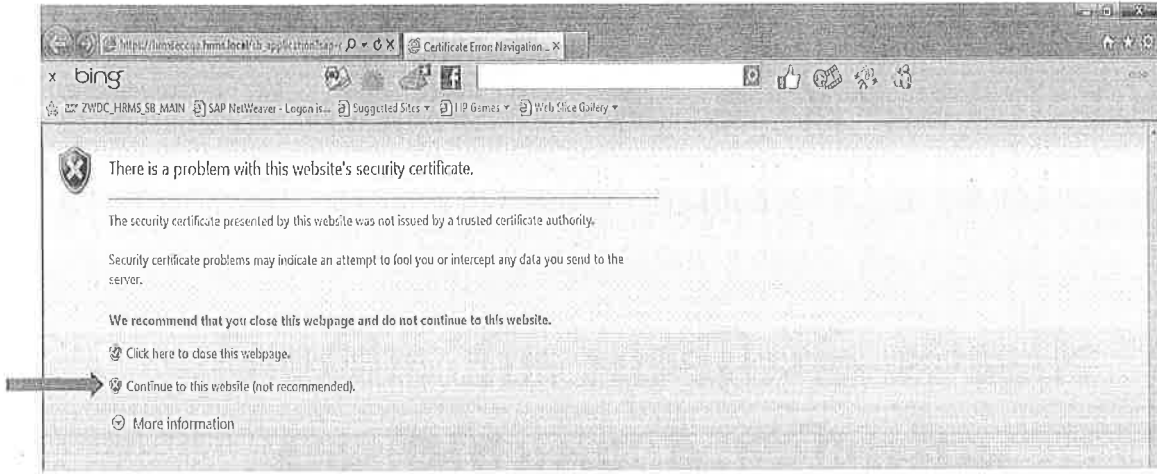 Certificate Error: Navigation ...
x bing
ZWDC_HRMS_SB_MAIN SAP NetWeaver - Logon is... Suggested Sites HP Games Web Slice Gallery
There is a problem with this website's security certificate.
The security certificate presented by this website was not issued by a trusted certificate authority.
Security certificate problems may indicate an attempt to fool you or intercept any data you send to the
server.
We recommend that you close this webpage and do not continue to this website.
Click here to close this webpage.
Continue to this website (not recommended).
More information